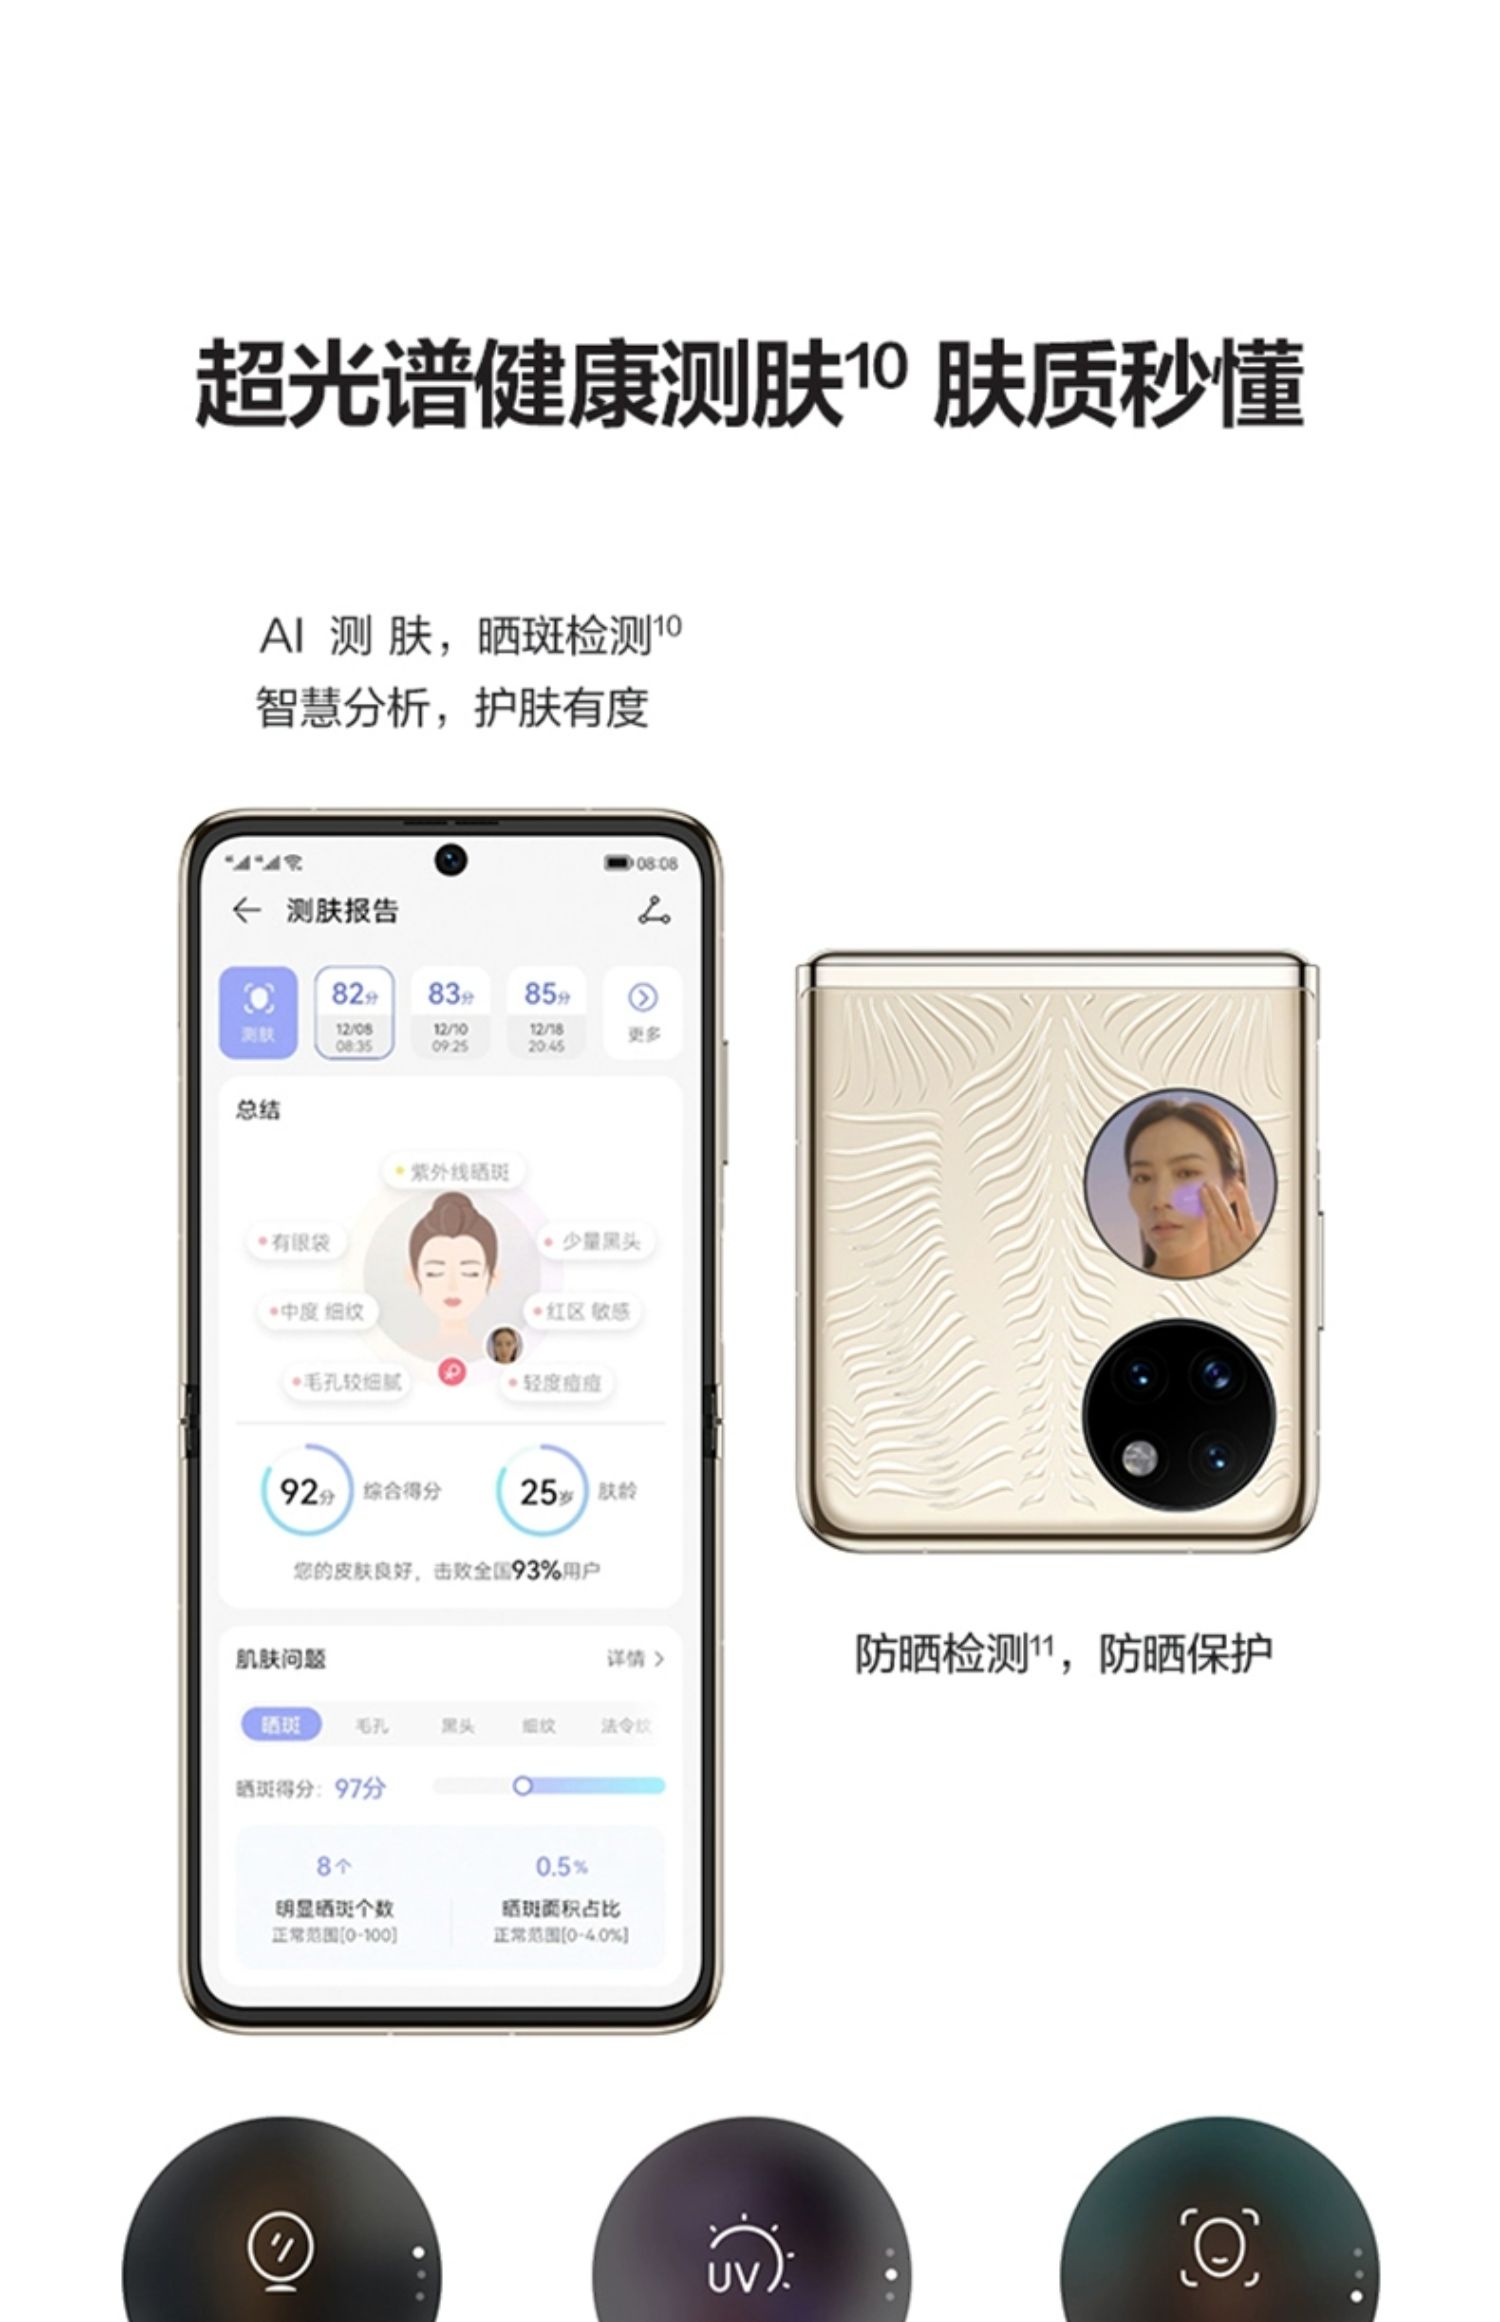 超光谱健康测肤10 肤质秒懂
AI 测 肤，晒斑检测10
智慧分析，护肤有度
08:08
测肤报告
测肤
82分
12/08
08:35
83分
12/10
09:25
85分
12/18
20:45
更多
总结
紫外线晒斑
有眼袋
少量黑头
中度 细纹
红区 敏感
毛孔较细腻
轻度痘痘
92分 综合得分
25岁 肤龄
您的皮肤良好，击败全国93%用户
肌肤问题
详情
晒斑 毛孔 黑头 细纹 法令纹
晒斑得分：97分
8个
明显晒斑个数
正常范围[0-100]
0.5%
晒斑面积占比
正常范围[0-4.0%]
防晒检测11，防晒保护
UV